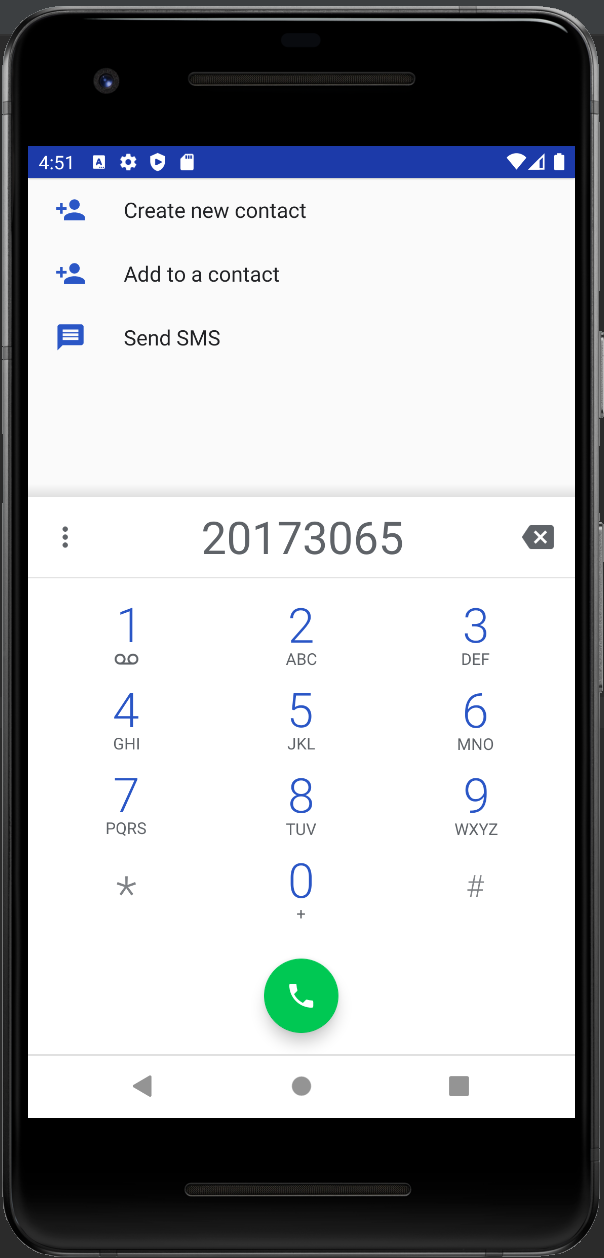 4:51
Create new contact
Add to a contact
Send SMS
20173065
1 2 3
ABC DEF
4 5 6
GHI JKL MNO
7 8 9
PQRS TUV WXYZ
* 0 #
+